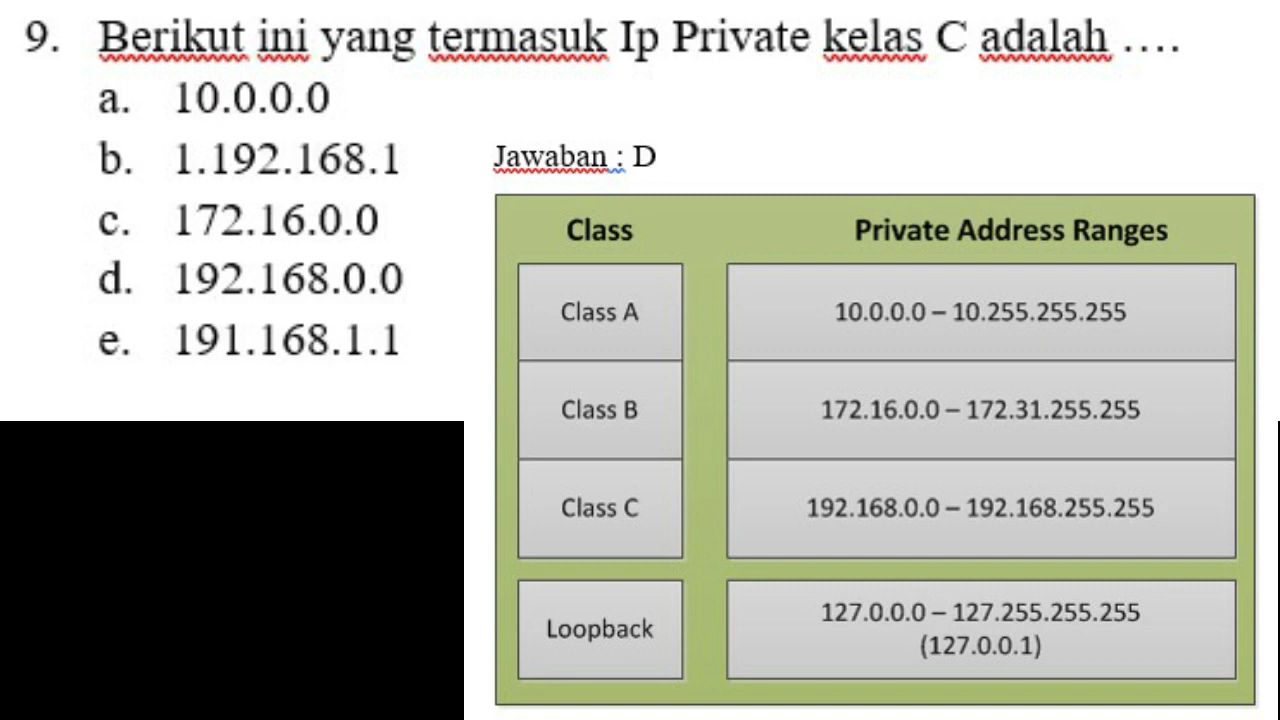 9. Berikut ini yang termasuk Ip Private kelas C adalah ....
a. 10.0.0.0
b. 1.192.168.1
c. 172.16.0.0
d. 192.168.0.0
e. 191.168.1.1
Jawaban : D
Class Private Address Ranges
Class A 10.0.0.0 – 10.255.255.255
Class B 172.16.0.0 – 172.31.255.255
Class C 192.168.0.0 – 192.168.255.255
Loopback 127.0.0.0 – 127.255.255.255
(127.0.0.1)